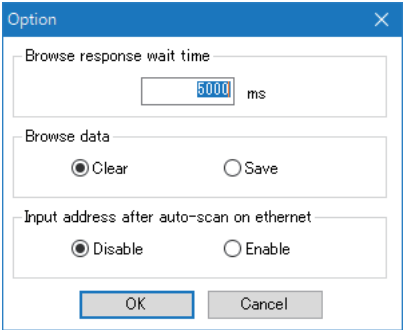 Option
Browse response wait time
5000 ms
Browse data
Clear Save
Input address after auto-scan on ethernet
Disable Enable
OK Cancel